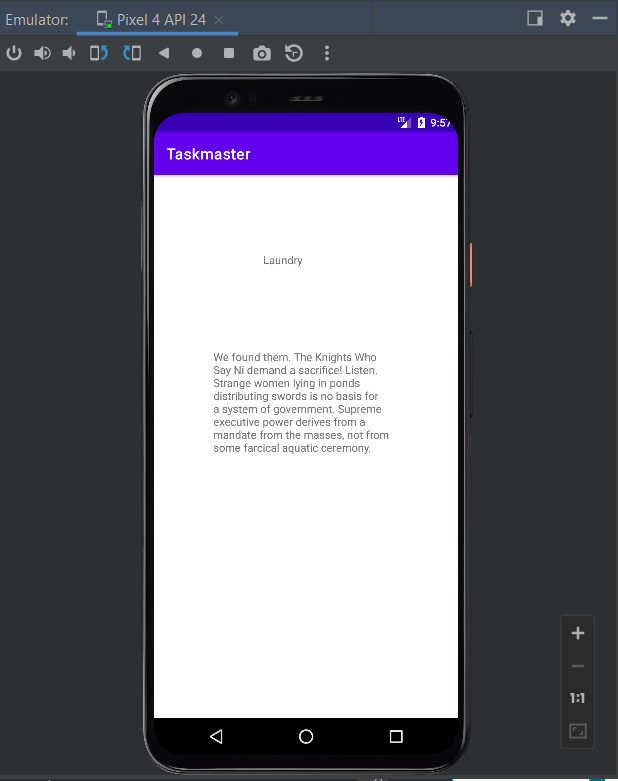 Emulator: Pixel 4 API 24
LTE 9:57
Taskmaster
Laundry
We found them. The Knights Who
Say Ni demand a sacrifice! Listen.
Strange women lying in ponds
distributing swords is no basis for
a system of government. Supreme
executive power derives from a
mandate from the masses, not from
some farcical aquatic ceremony.
1:1